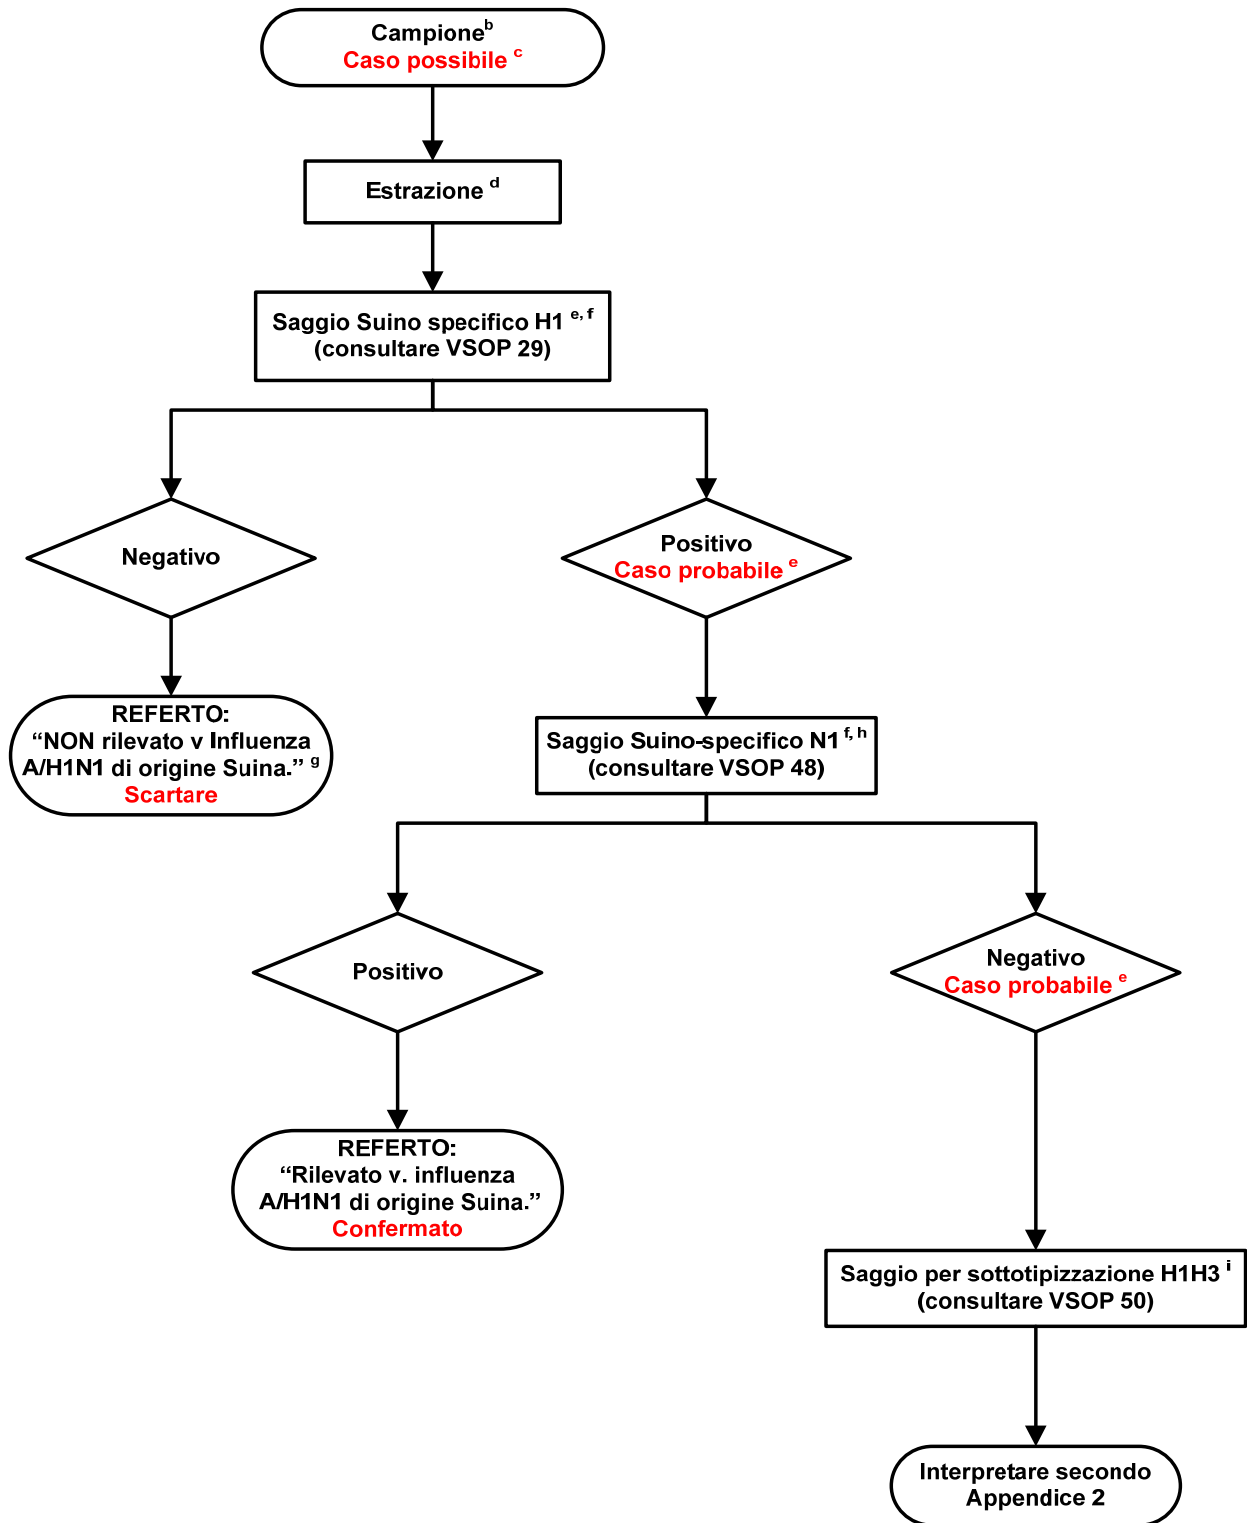 Campione b
Caso possibile c
Estrazione d
Saggio Suino specifico H1 e, f
(consultare VSOP 29)
Negativo
Positivo
Caso probabile e
REFERTO:
“NON rilevato v Influenza
A/H1N1 di origine Suina.” g
Scartare
Saggio Suino-specifico N1 f, h
(consultare VSOP 48)
Positivo
Negativo
Caso probabile e
REFERTO:
“Rilevato v. influenza
A/H1N1 di origine Suina.”
Confermato
Saggio per sottotipizzazione H1H3 i
(consultare VSOP 50)
Interpretare secondo
Appendice 2